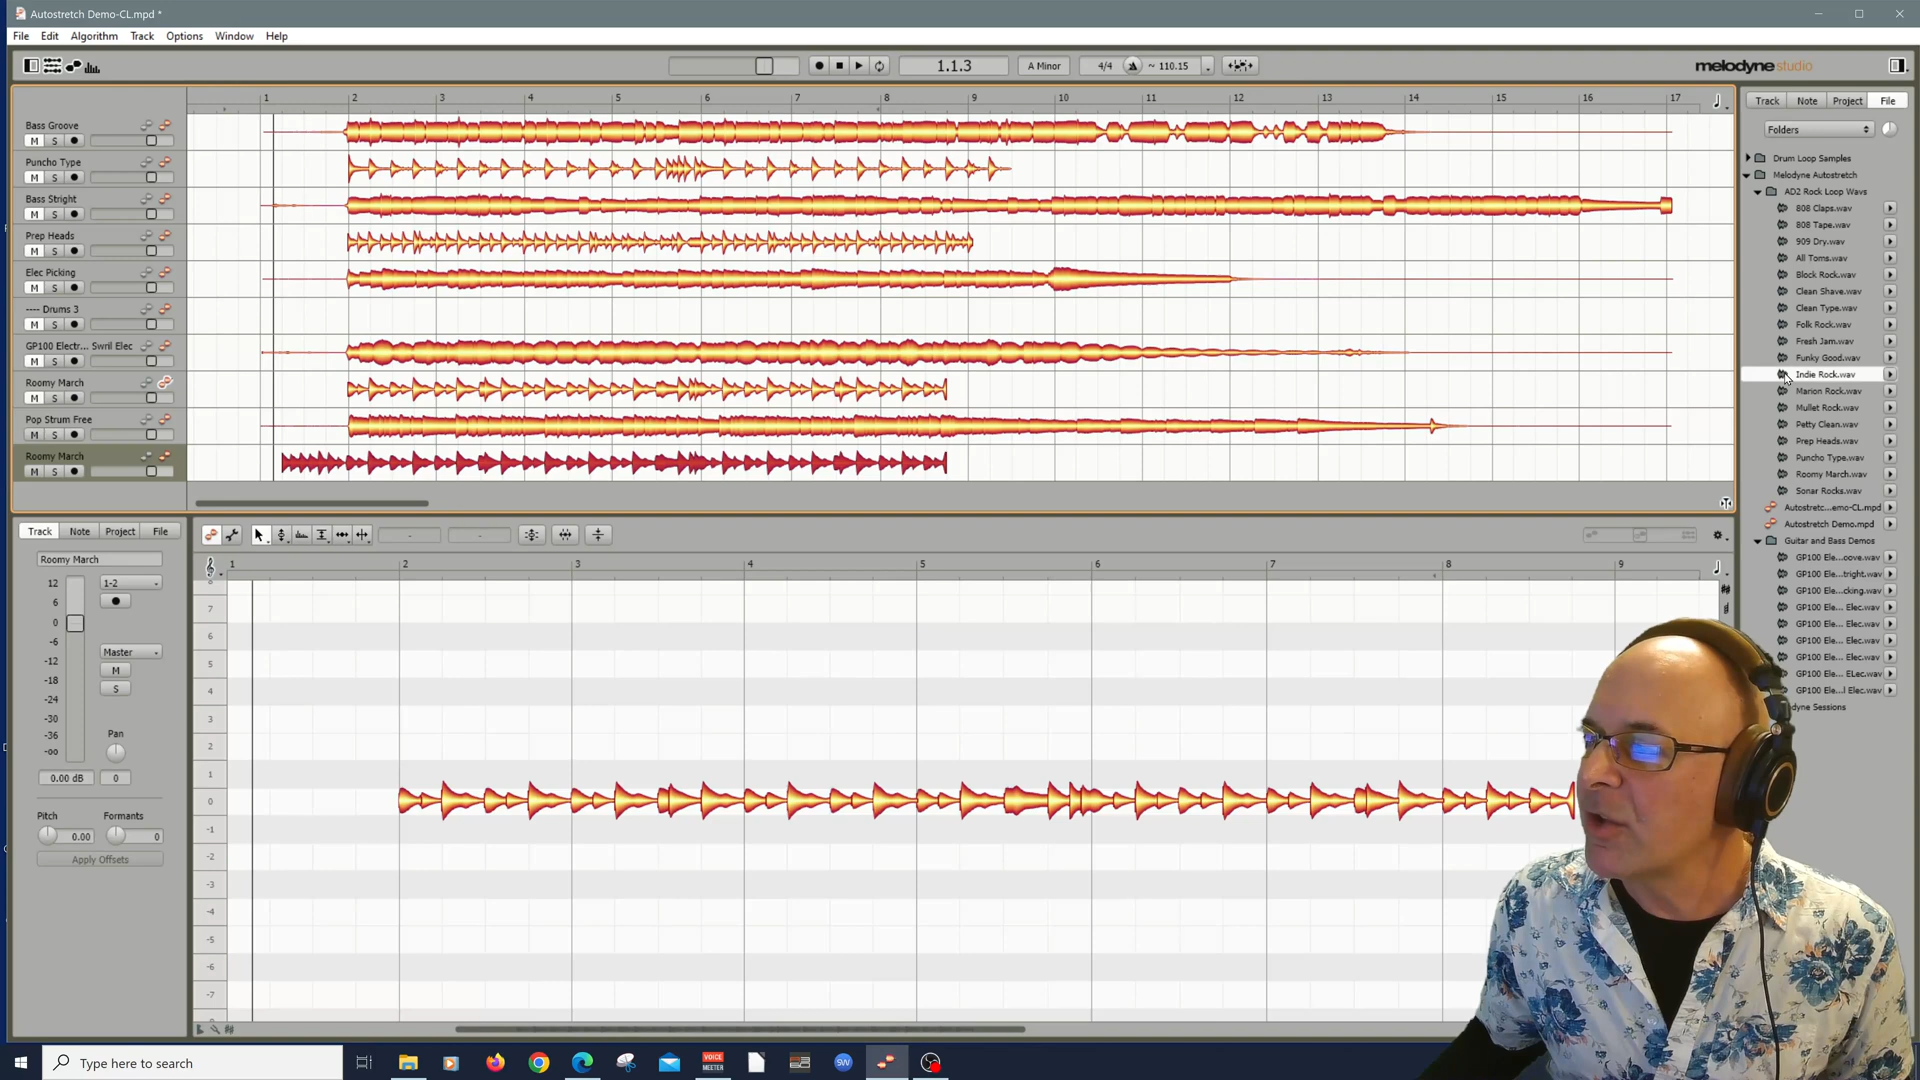 Autostretch Demo-CL.mpd *
File Edit Algorithm Track Options Window Help
1.1.3
A Minor
4/4
~ 110.15
melodyne studio
1 2 3 4 5 6 7 8 9 10 11 12 13 14 15 16 17
Bass Groove
M S
Puncho Type
M S
Bass Stright
M S
Prep Heads
M S
Elec Picking
M S
---- Drums 3
M S
GP100 Electr... Swril Elec
M S
Roomy March
M S
Pop Strum Free
M S
Roomy March
M S
Track Note Project File
Folders
Drum Loop Samples
Melodyne Autostretch
AD2 Rock Loop Wavs
808 Claps.wav
808 Tape.wav
909 Dry.wav
All Toms.wav
Block Rock.wav
Clean Shave.wav
Clean Type.wav
Folk Rock.wav
Fresh Jam.wav
Funky Good.wav
Indie Rock.wav
Marion Rock.wav
Mullet Rock.wav
Petty Clean.wav
Prep Heads.wav
Puncho Type.wav
Roomy March.wav
Sonar Rocks.wav
Autostretc...emo-CL.mpd
Autostretch Demo.mpd
Guitar and Bass Demos
GP100 Ele...oove.wav
GP100 Ele...tright.wav
GP100 Ele...cking.wav
GP100 Ele... Elec.wav
GP100 Ele... Elec.wav
GP100 Ele... Elec.wav
GP100 Ele... Elec.wav
GP100 Ele... ELec.wav
GP100 Ele...l Elec.wav
dyne Sessions
Track Note Project File
Roomy March
12
6
0
-6
-12
-18
-24
-30
-36
-oo
1-2
Master
M
S
Pan
0.00 dB
0
Pitch
Formants
0.00
0
Apply Offsets
1 2 3 4 5 6 7 8 9
7
6
5
4
3
2
1
0
-1
-2
-3
-4
-5
-6
-7
Type here to search
VOICE
MEETER
SW